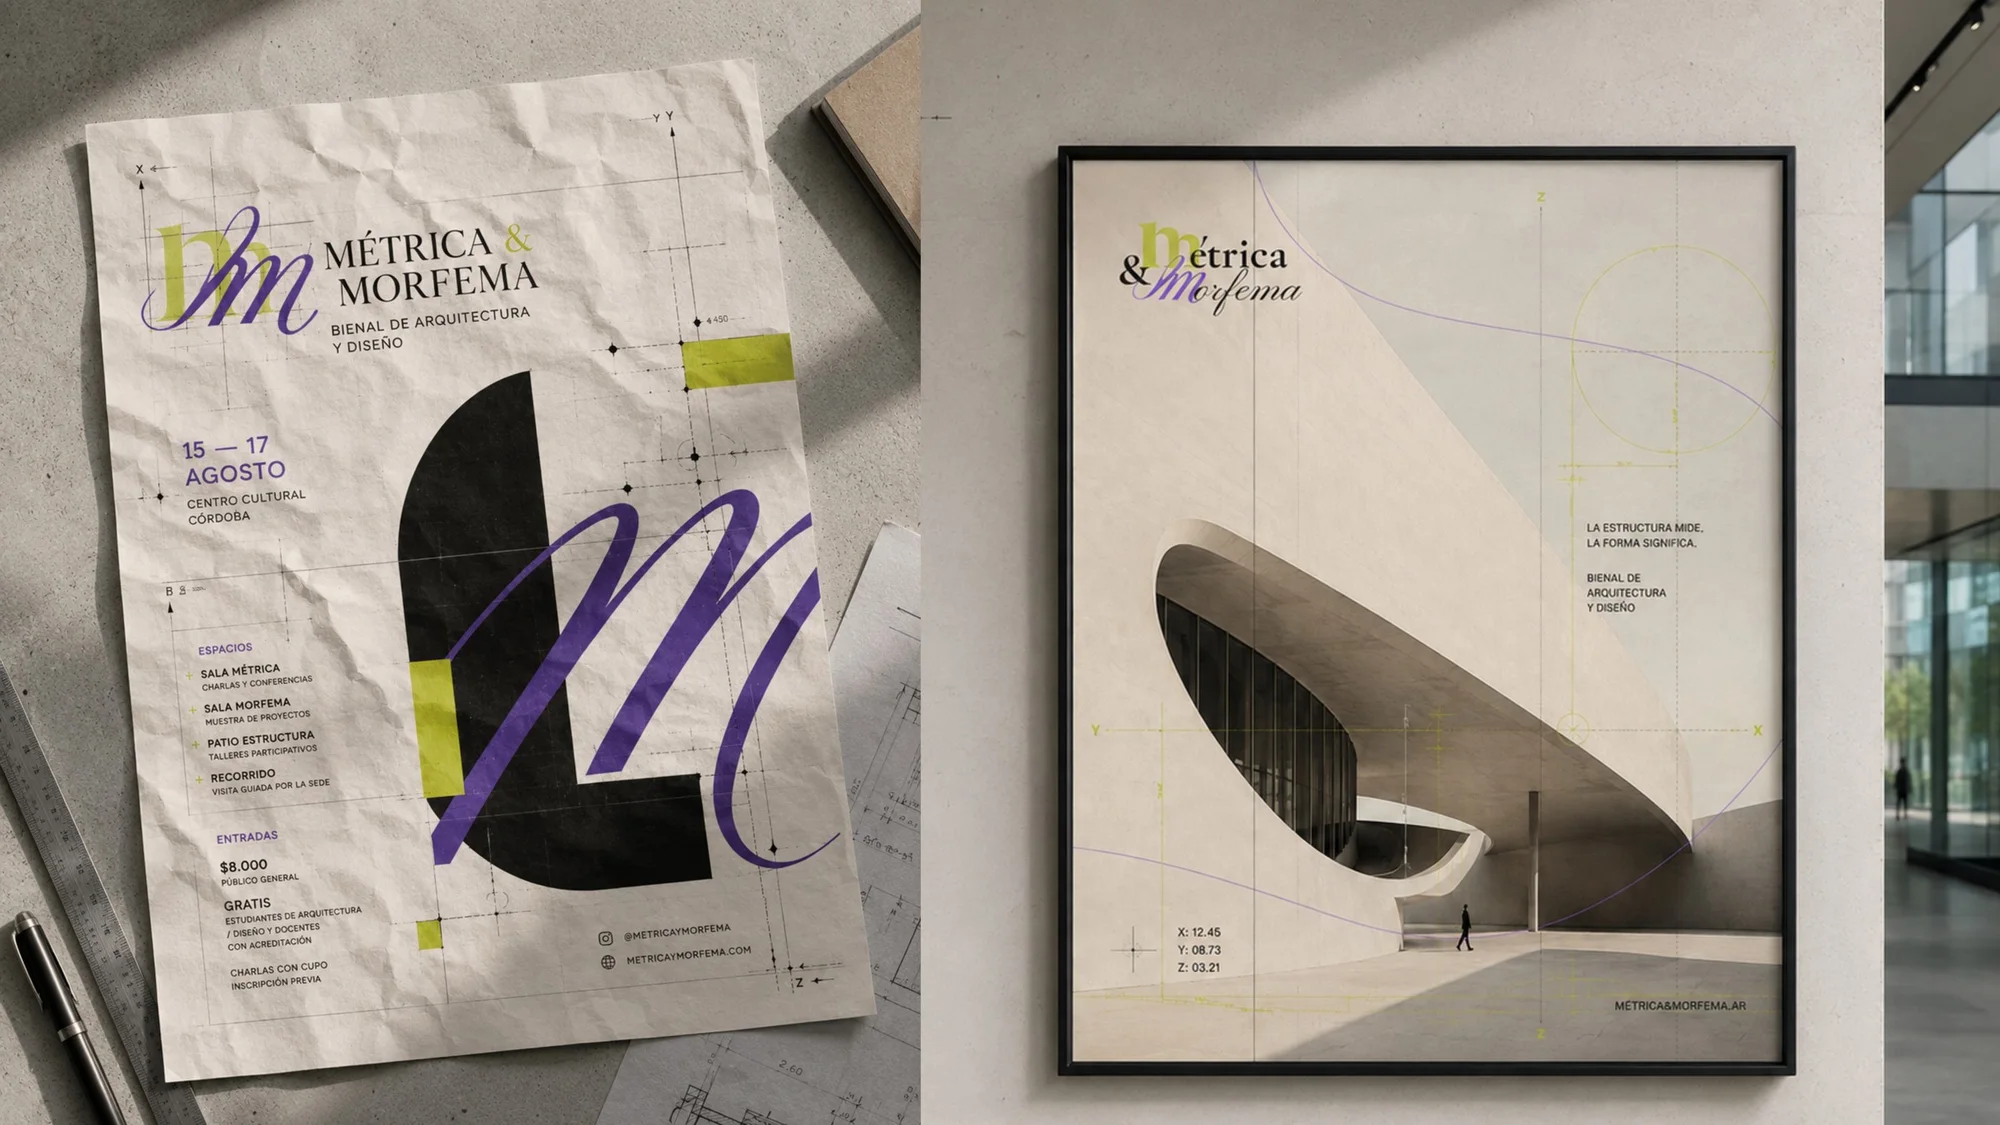 Y Y
X
m
m
MÉTRICA &
MORFEMA
BIENAL DE ARQUITECTURA
Y DISEÑO
450
15 — 17
AGOSTO
CENTRO CULTURAL
CÓRDOBA
B
ESPACIOS
SALA MÉTRICA
CHARLAS Y CONFERENCIAS
SALA MORFEMA
MUESTRA DE PROYECTOS
PATIO ESTRUCTURA
TALLERES PARTICIPATIVOS
RECORRIDO
VISITA GUIADA POR LA SEDE
ENTRADAS
$8.000
PÚBLICO GENERAL
GRATIS
ESTUDIANTES DE ARQUITECTURA
/ DISEÑO Y DOCENTES
CON ACREDITACIÓN
CHARLAS CON CUPO
INSCRIPCIÓN PREVIA
@METRICAYMORFEMA
METRICAYMORFEMA.COM
Z
2.60
métrica
& Morfema
Z
LA ESTRUCTURA MIDE.
LA FORMA SIGNIFICA.
BIENAL DE
ARQUITECTURA
Y DISEÑO
Y
X
X: 12.45
Y: 08.73
Z: 03.21
MÉTRICA&MORFEMA.AR
Z